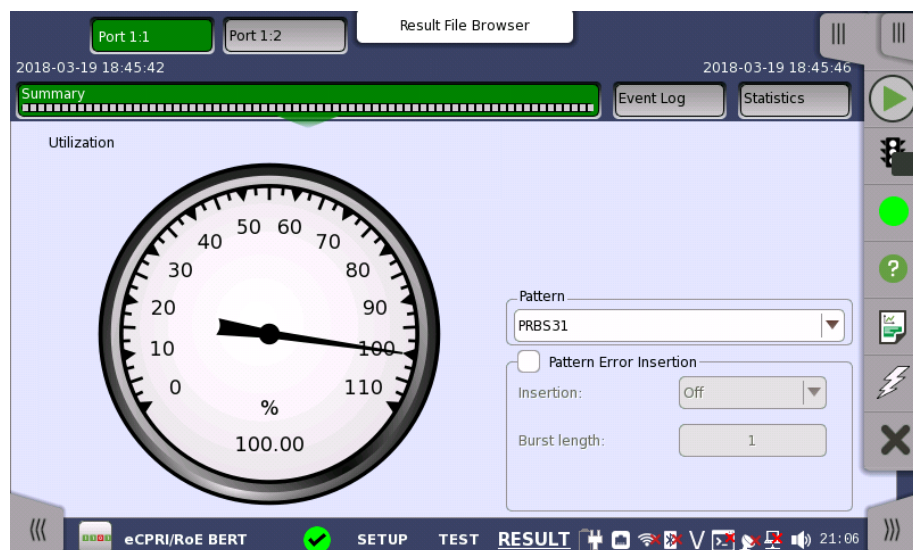 Result File Browser
Port 1:1
Port 1:2
2018-03-19 18:45:42
2018-03-19 18:45:46
Summary
Event Log
Statistics
Utilization
50 60
40
70
30
80
20
90
10
100
0
110
%
100.00
Pattern
PRBS31
Pattern Error Insertion
Insertion:
Off
Burst length:
1
eCPRI/RoE BERT
SETUP
TEST
RESULT
21:06